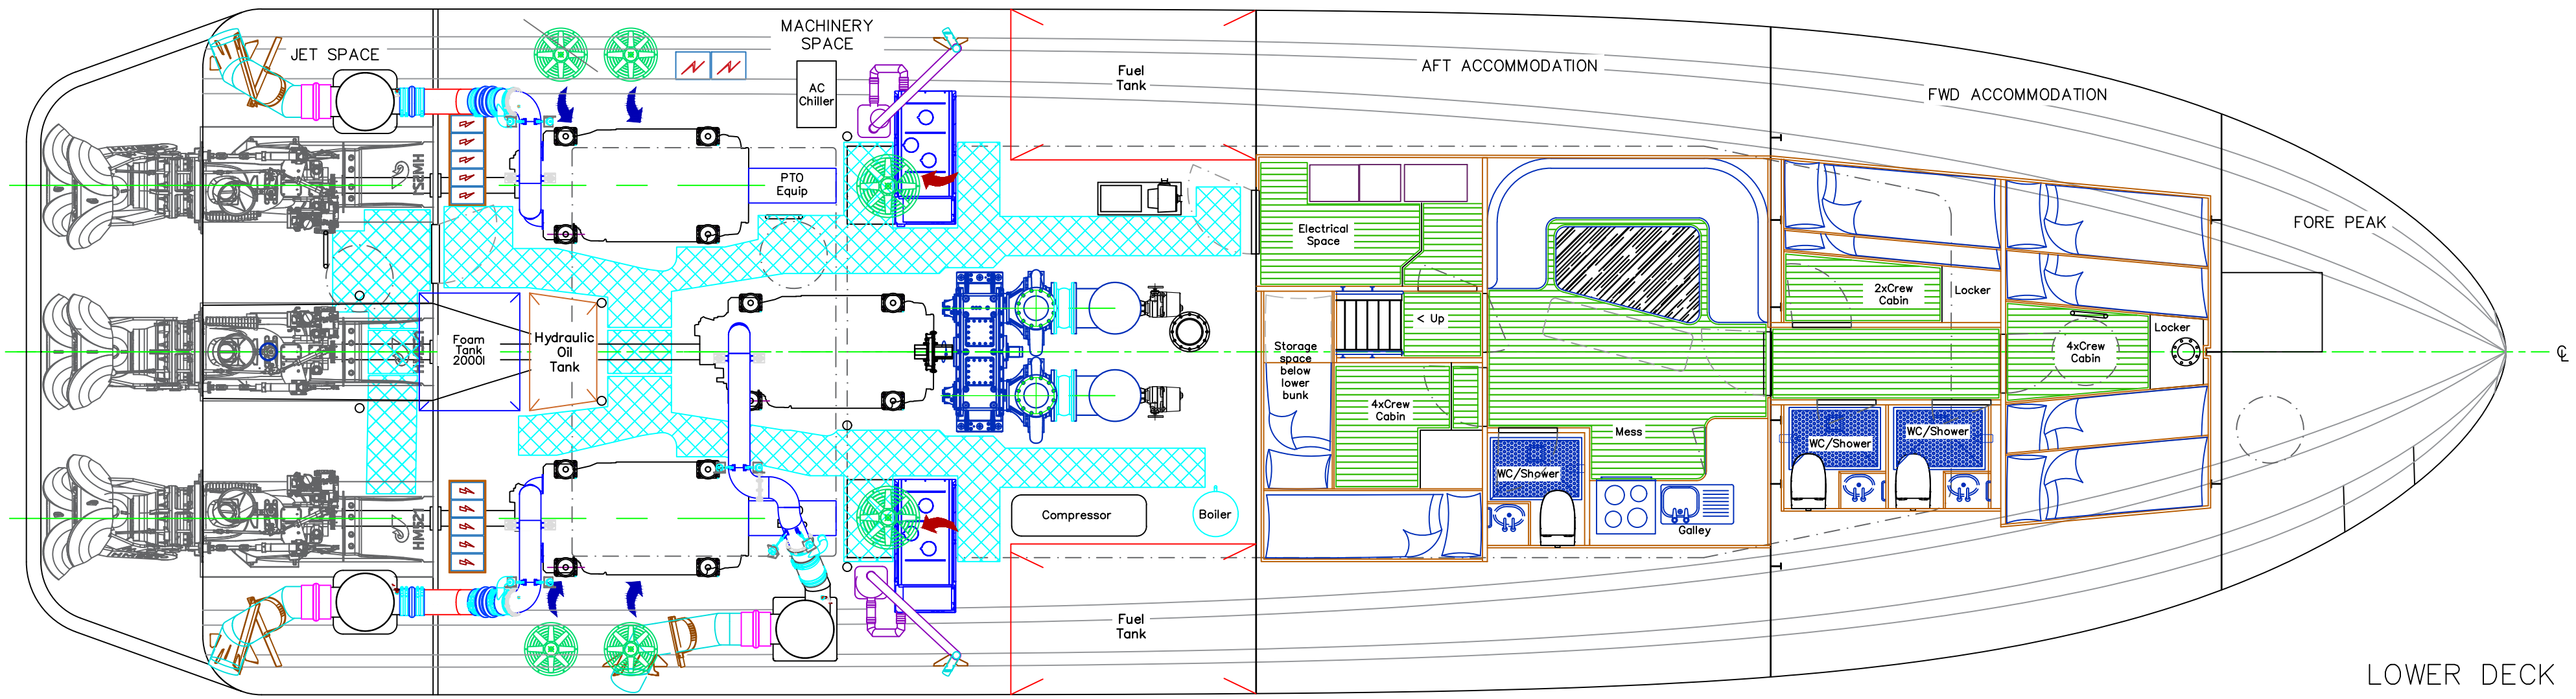 JET SPACE
MACHINERY
SPACE
AC
Chiller
Fuel
Tank
AFT ACCOMMODATION
FWD ACCOMMODATION
FORE PEAK
HM521
PTO
Equip
Electrical
Space
2xCrew
Cabin
Locker
< Up
Foam
Tank
2000l
Hydraulic
Oil
Tank
HM521
Storage
space
below
lower
bunk
4xCrew
Cabin
Locker
4xCrew
Cabin
Mess
WC/Shower
WC/Shower
WC/Shower
HM521
Compressor
Boiler
Galley
Fuel
Tank
℄
LOWER DECK